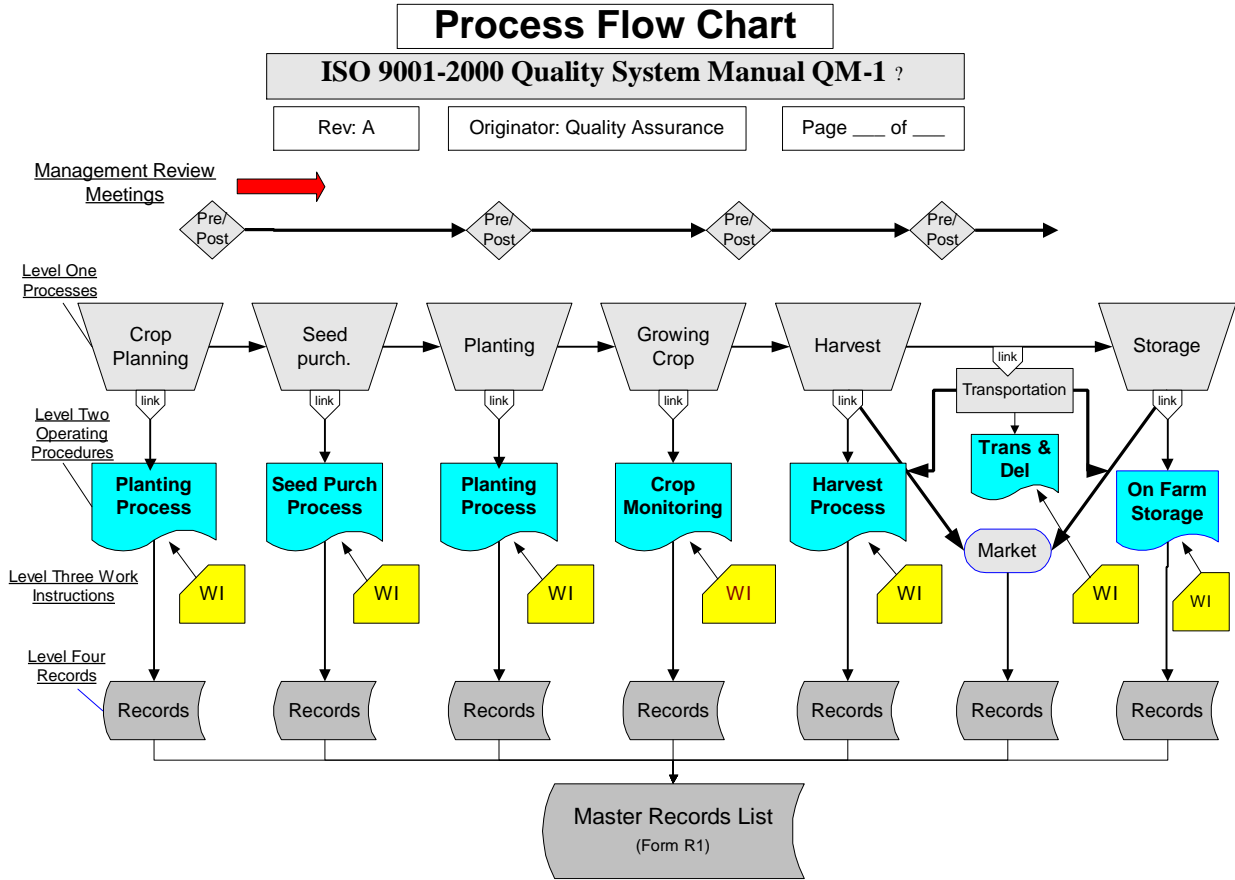 Process Flow Chart
ISO 9001-2000 Quality System Manual QM-1 ?
Rev: A
Originator: Quality Assurance
Page ___ of ___
Management Review
Meetings
Pre/
Post
Pre/
Post
Pre/
Post
Pre/
Post
Level One
Processes
Crop
Planning
Seed
purch.
Planting
Growing
Crop
Harvest
Storage
link
link
link
link
link
link
link
Transportation
Level Two
Operating
Procedures
Planting
Process
Seed Purch
Process
Planting
Process
Crop
Monitoring
Harvest
Process
Trans &
Del
On Farm
Storage
Market
Level Three Work
Instructions
WI
WI
WI
WI
WI
WI
WI
Level Four
Records
Records
Records
Records
Records
Records
Records
Records
Master Records List
(Form R1)